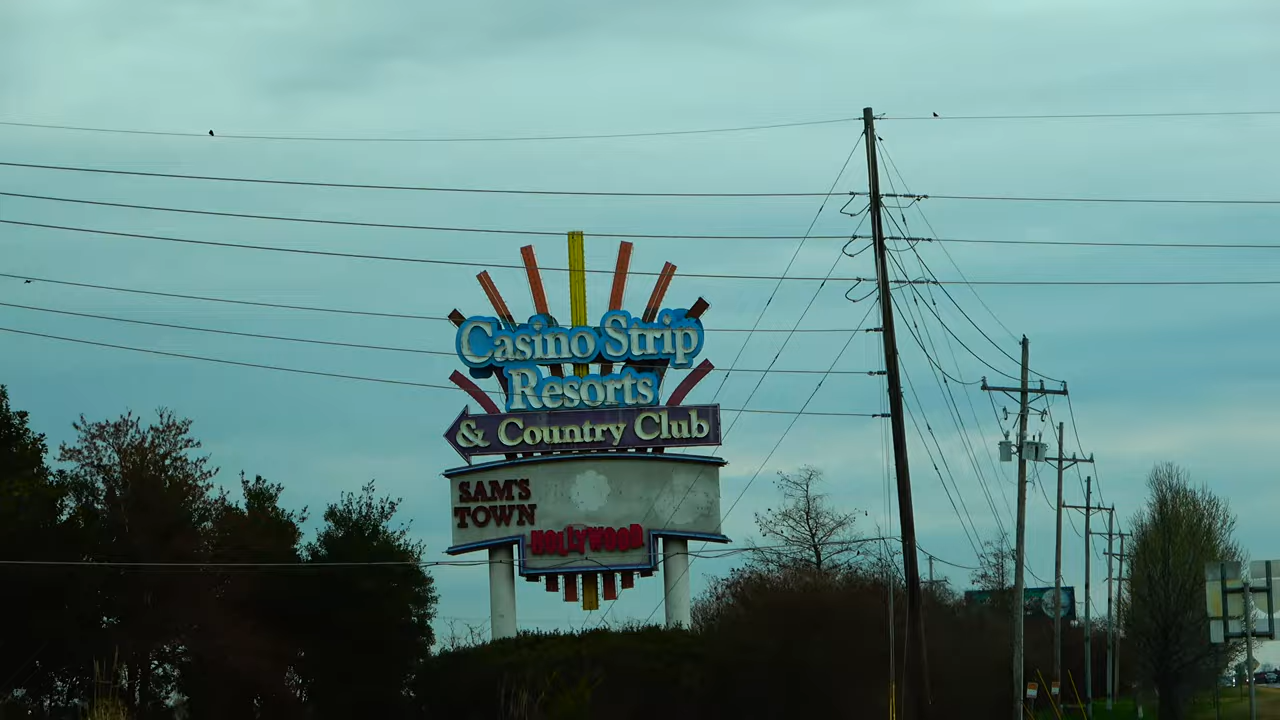 Casino Strip
Resorts
& Country Club
SAM'S
TOWN
HOLLYWOOD